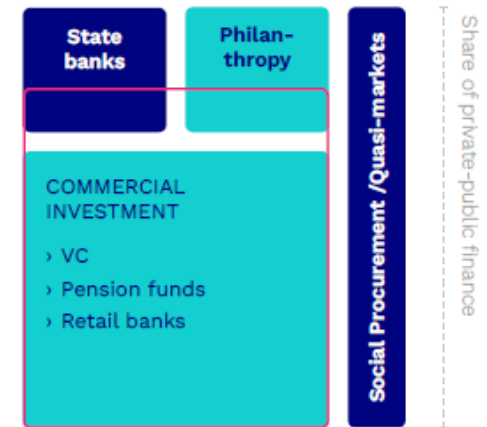 State
banks
Philan-
thropy
COMMERCIAL
INVESTMENT
› VC
› Pension funds
› Retail banks
Social Procurement /Quasi-markets
Share of private-public finance